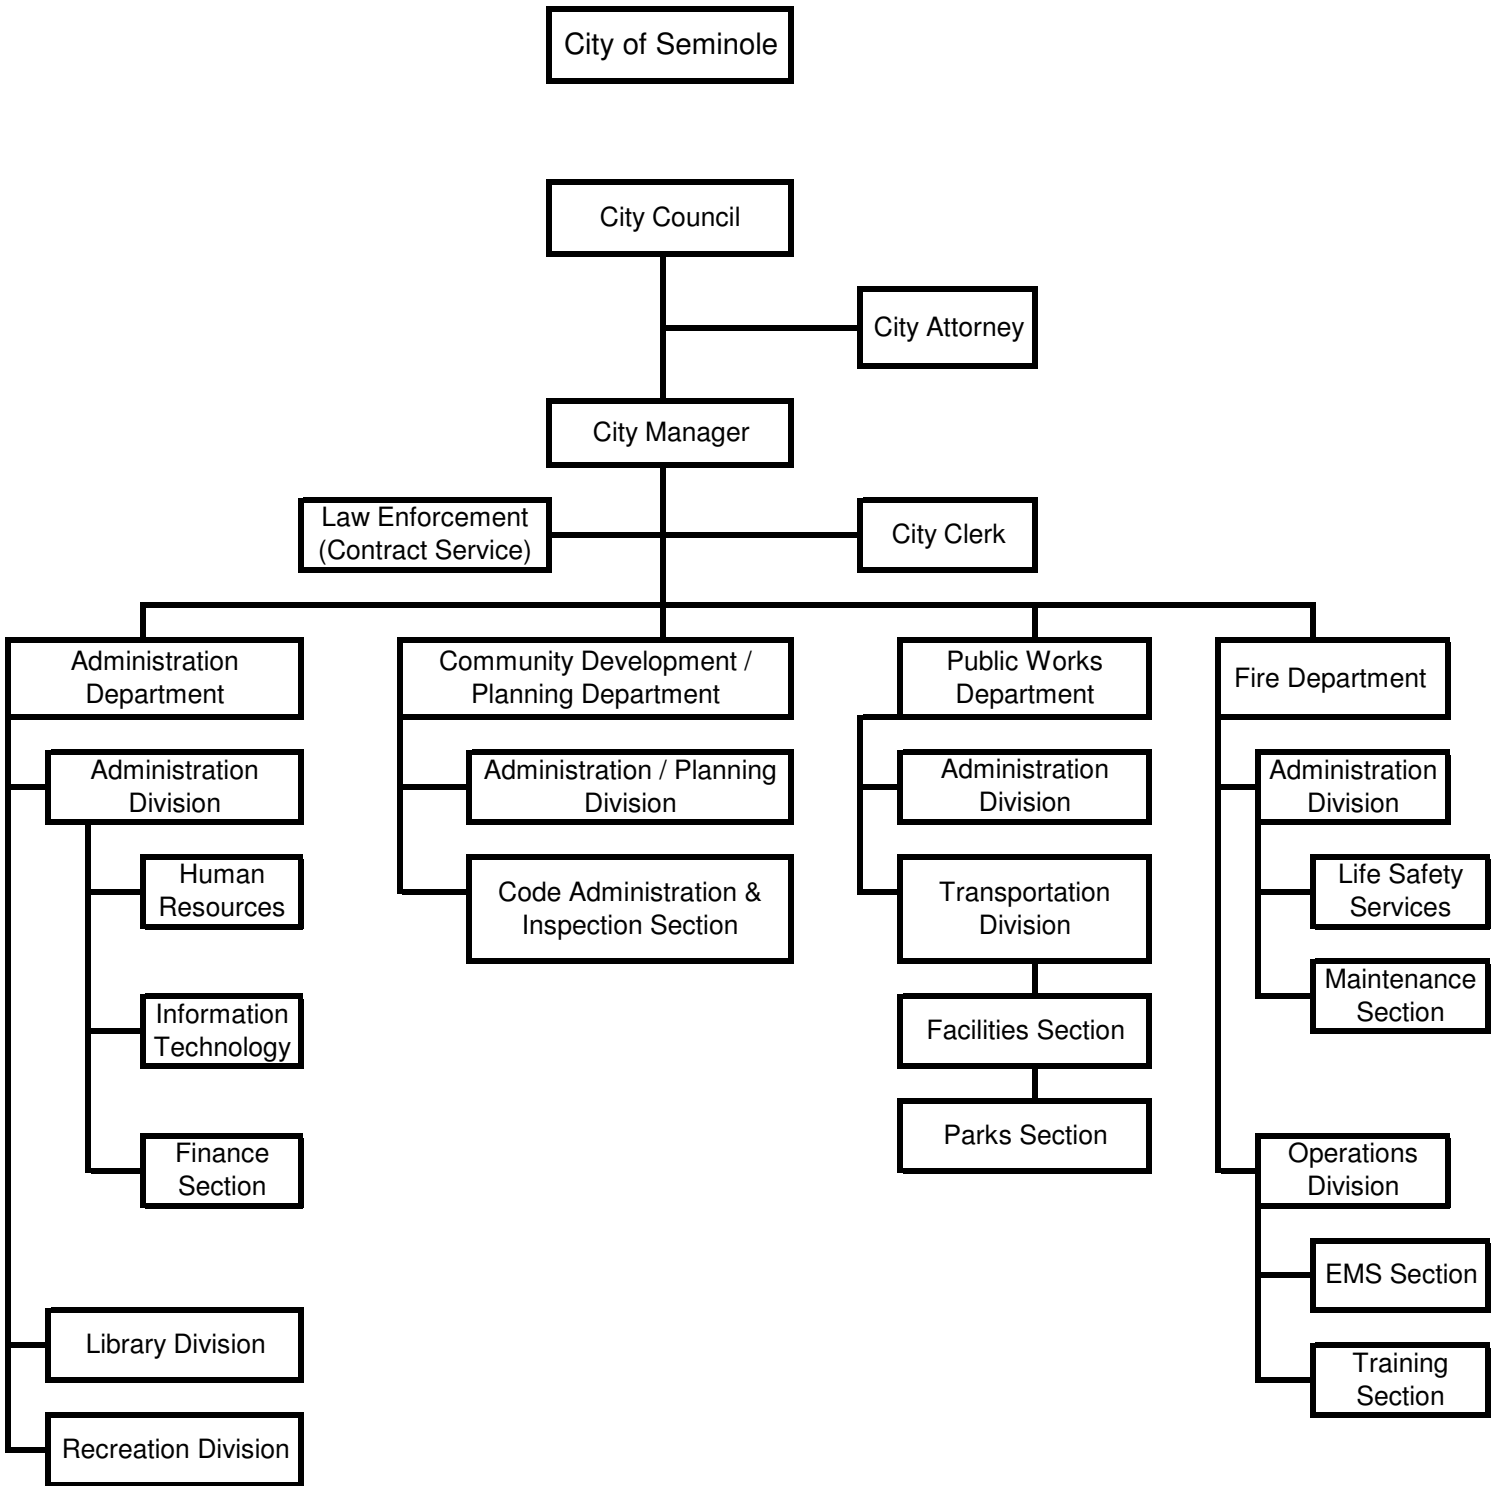 City of Seminole
City Council
City Attorney
City Manager
Law Enforcement
(Contract Service)
City Clerk
Administration
Department
Administration
Division
Human
Resources
Information
Technology
Finance
Section
Library Division
Recreation Division
Community Development /
Planning Department
Administration / Planning
Division
Code Administration &
Inspection Section
Public Works
Department
Administration
Division
Transportation
Division
Facilities Section
Parks Section
Fire Department
Administration
Division
Life Safety
Services
Maintenance
Section
Operations
Division
EMS Section
Training
Section